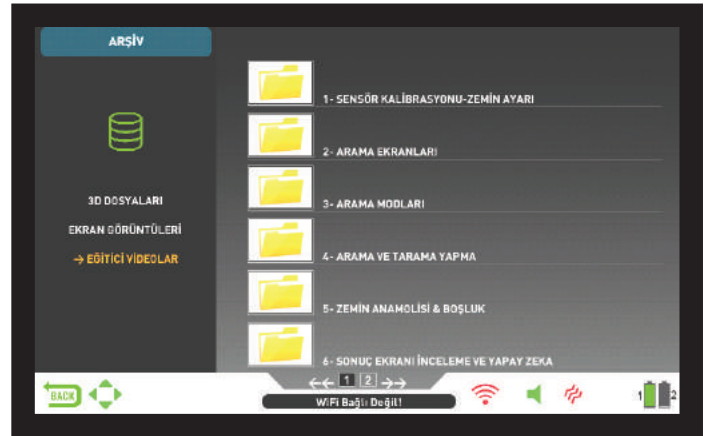 ARŞİV
3D DOSYALARI
EKRAN GÖRÜNTÜLERİ
→ EĞİTİCİ VİDEOLAR
1- SENSÖR KALİBRASYONU-ZEMİN AYARI
2- ARAMA EKRANLARI
3- ARAMA MODLARI
4- ARAMA VE TARAMA YAPMA
5- ZEMİN ANAMOLİSİ & BOŞLUK
6- SONUÇ EKRANI İNCELEME VE YAPAY ZEKA
←← 1 2 →→
BACK
WiFi Bağlı Değil!
1 2